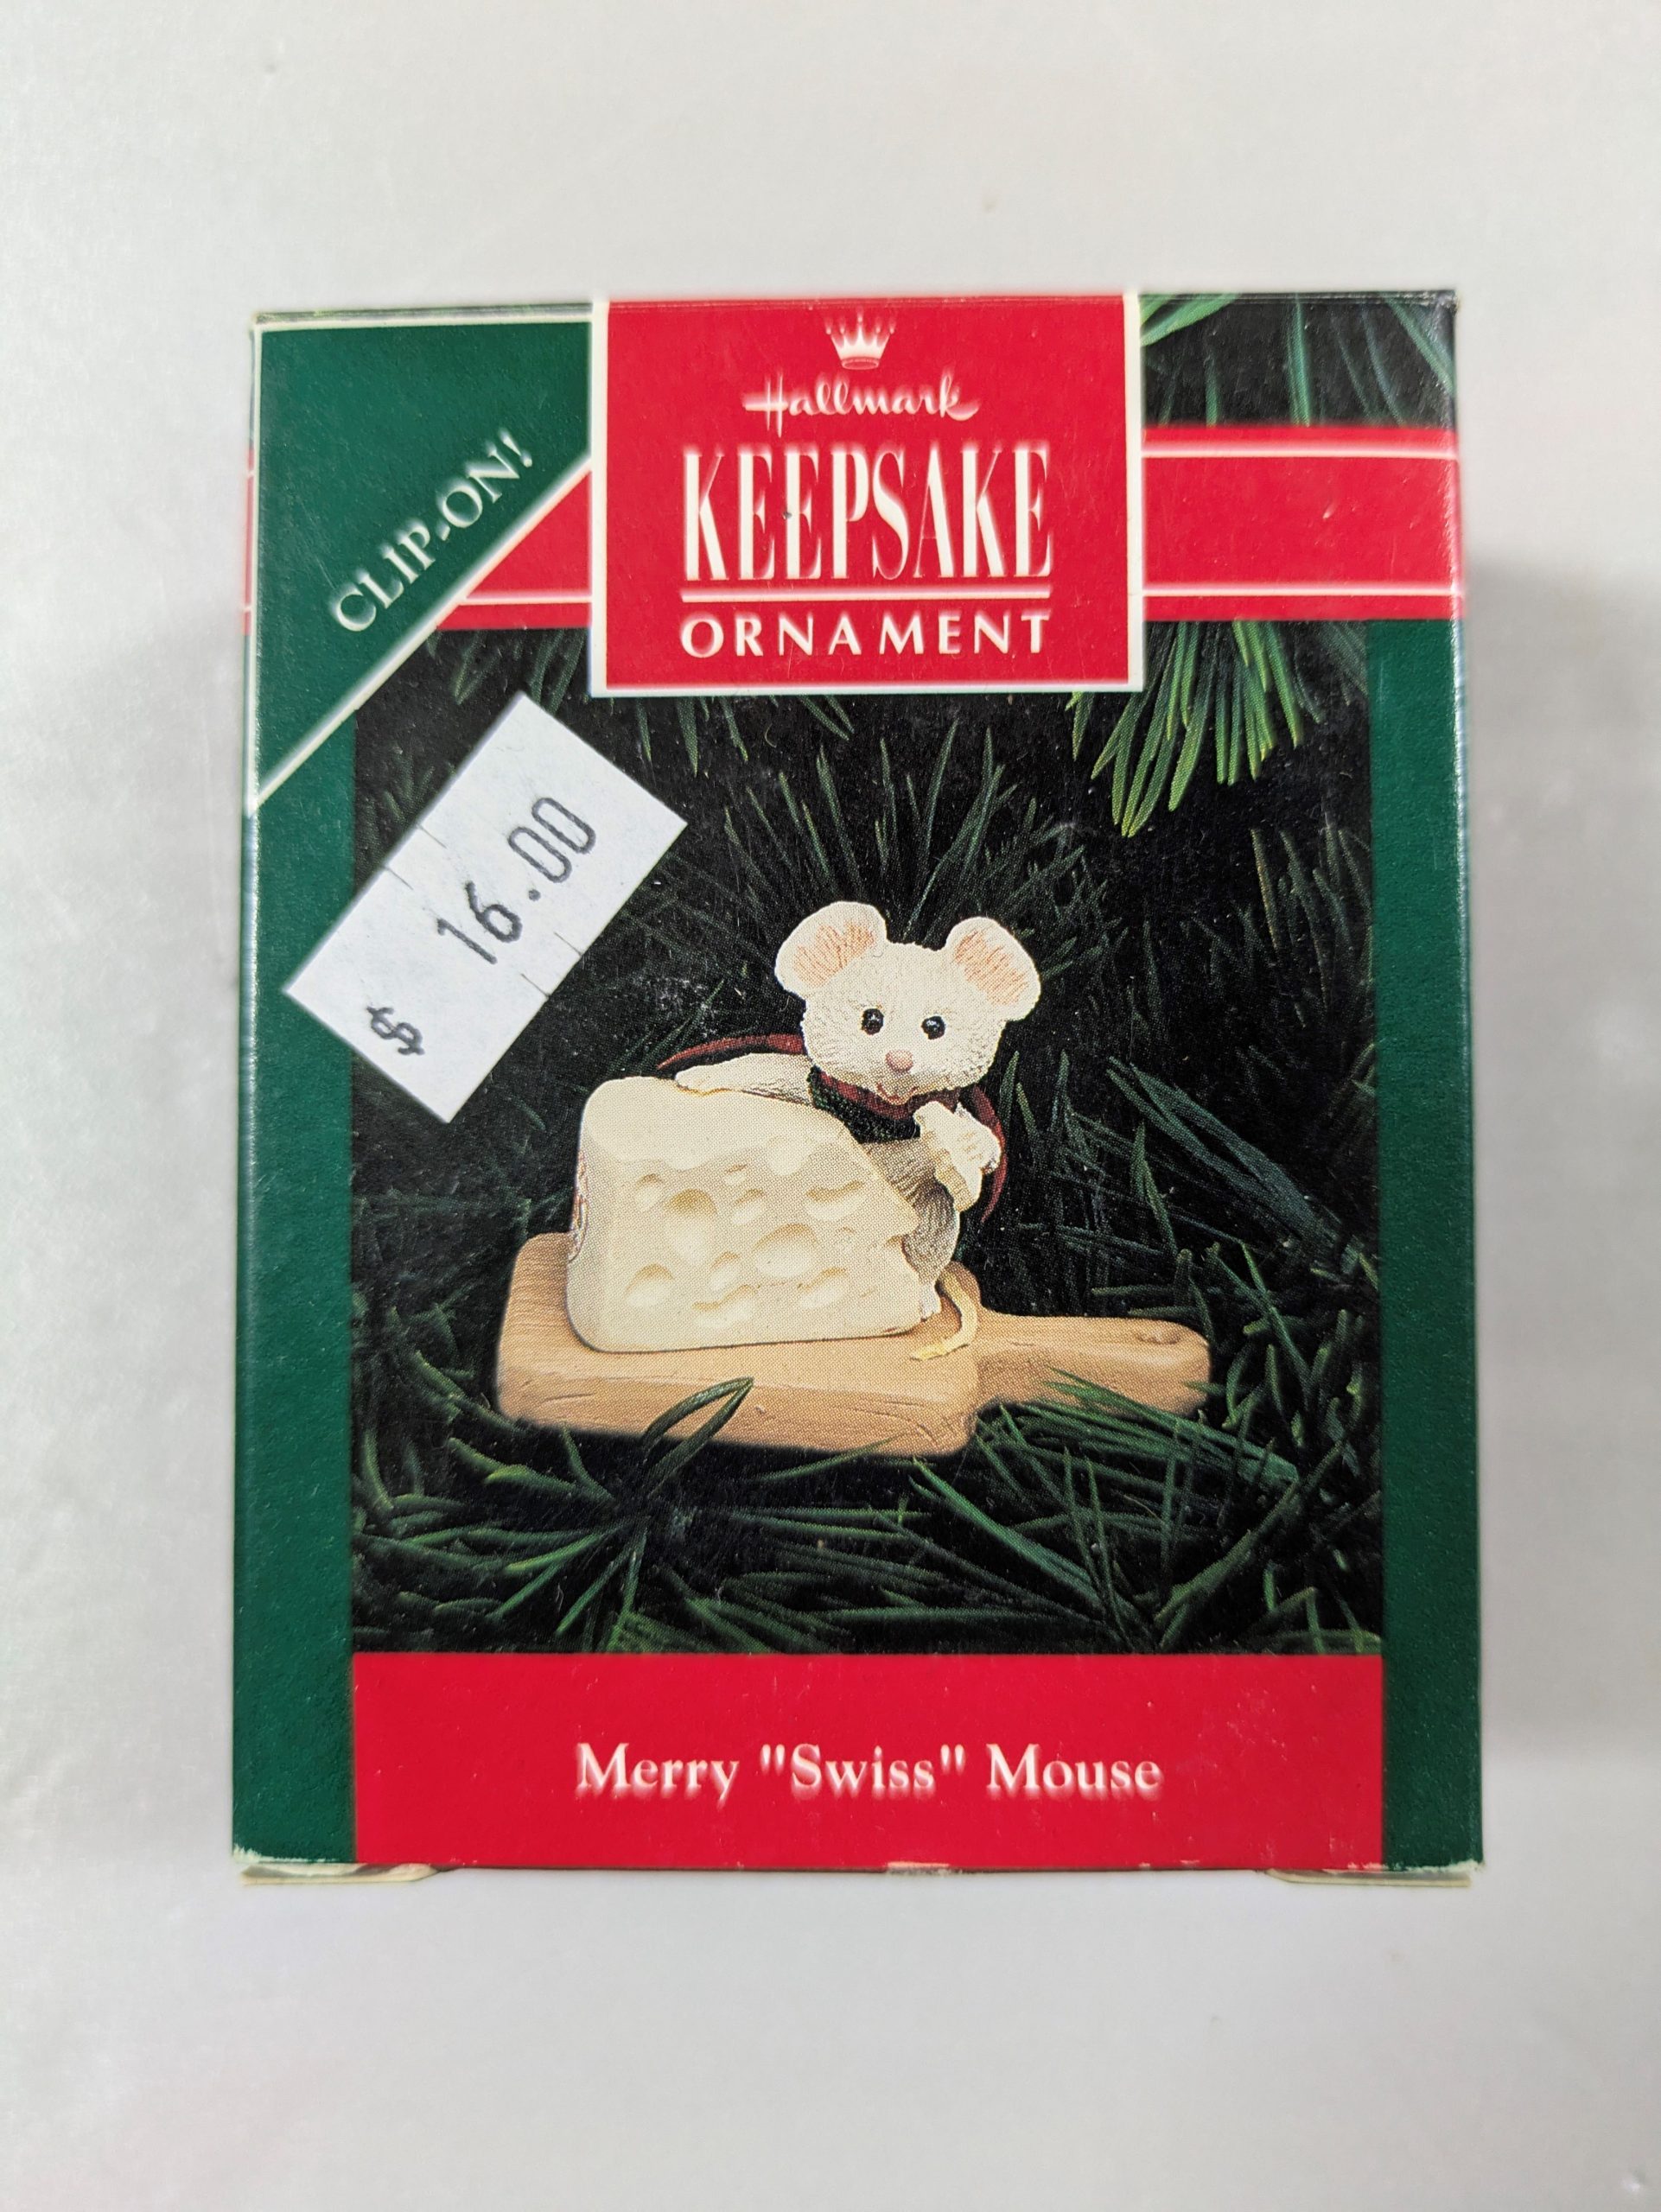 Hallmark
KEEPSAKE
ORNAMENT
CLIP-ON!
$ 16.00
Merry "Swiss" Mouse